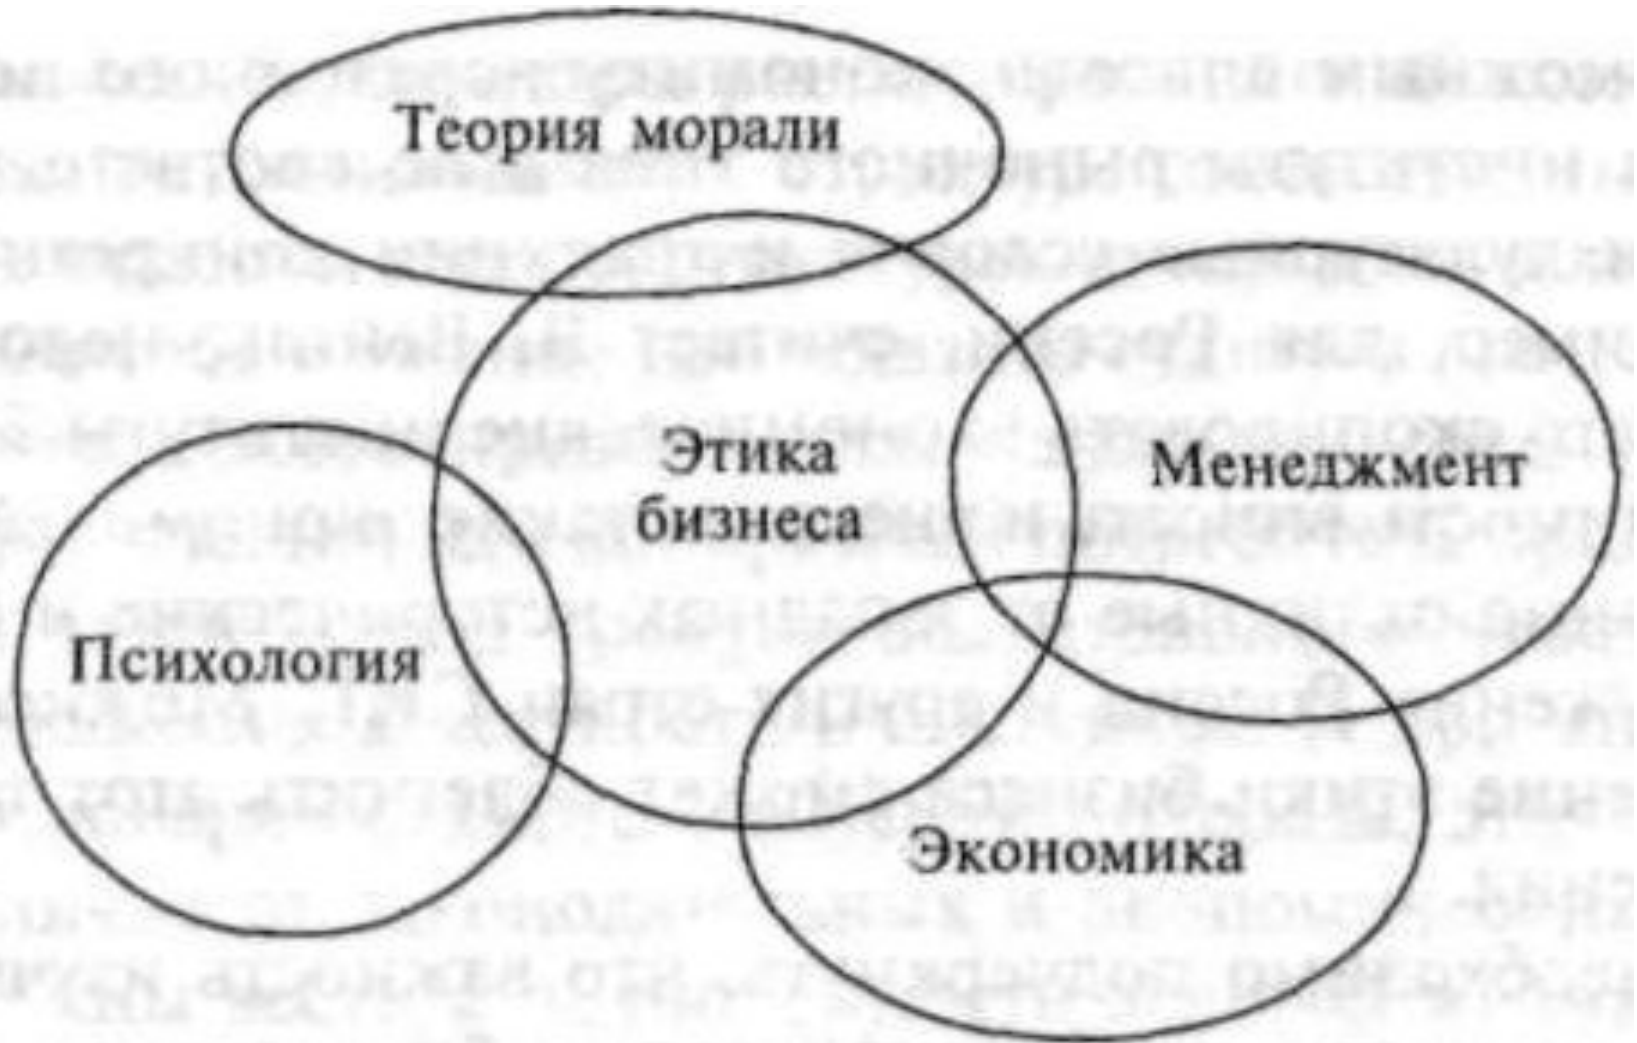 Теория морали
Этика
бизнеса
Менеджмент
Психология
Экономика